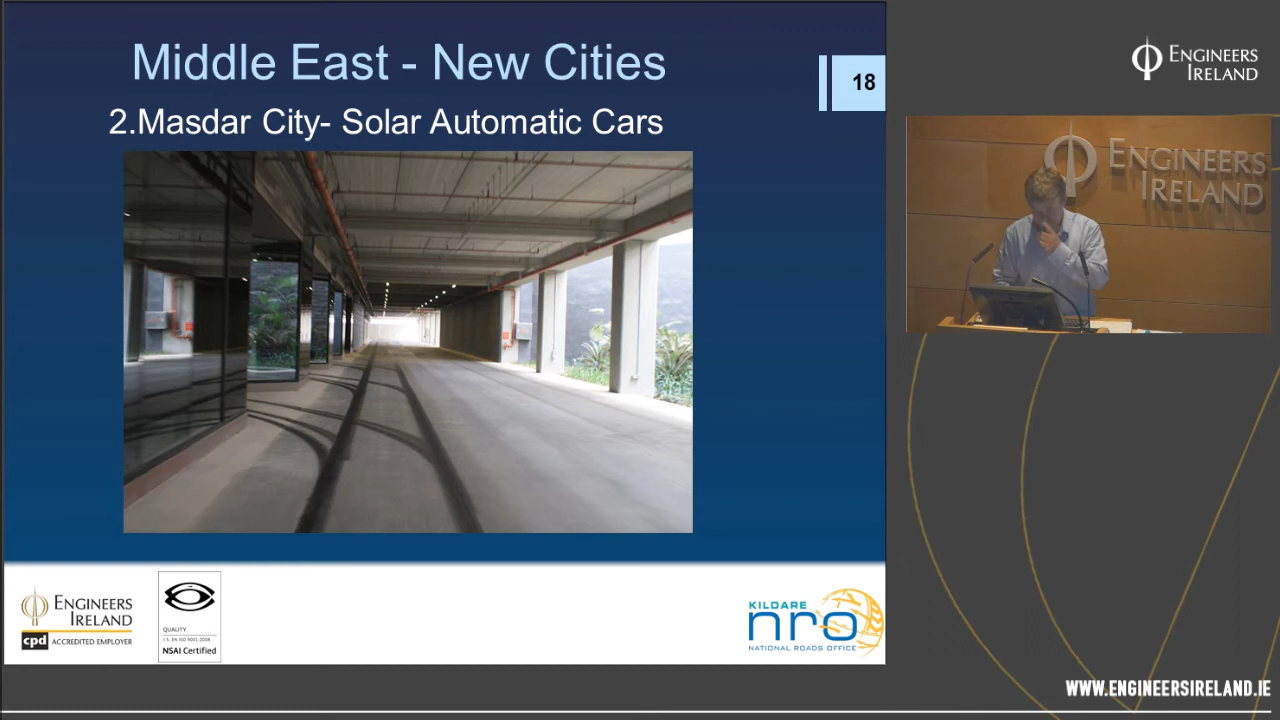 Middle East - New Cities
18
2.Masdar City- Solar Automatic Cars
ENGINEERS
IRELAND
ENGINEERS
IRELAND
ENGINEERS
IRELAND
cpd ACCREDITED EMPLOYER
QUALITY
I.S. EN ISO 9001:2008
NSAI Certified
KILDARE
nro
NATIONAL ROADS OFFICE
WWW.ENGINEERSIRELAND.IE